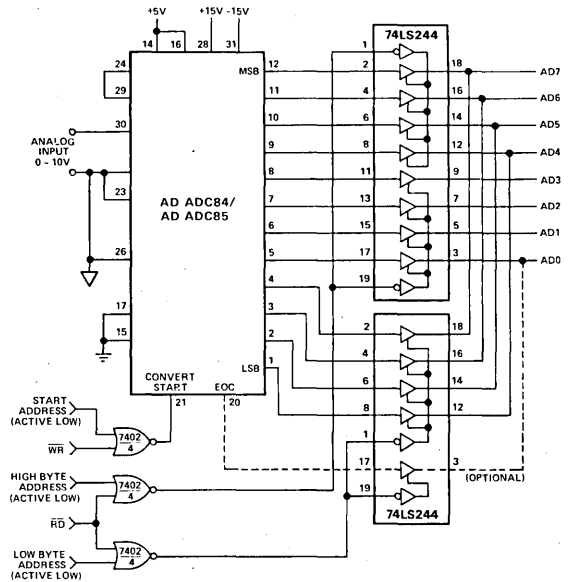 +5V +15V -15V
14 16 28 31
74LS244
24 12 MSB 1 2 18 AD7
29 11 4 16 AD6
30 10 6 14 AD5
ANALOG
INPUT
0 - 10V
9 8 12 AD4
23 8 11 9 AD3
AD ADC84/
AD ADC85
7 13 7 AD2
6 15 5 AD1
26 5 17 3 AD0
4 19
17 3 2 18
15 2 4 16
LSB 1 6 14
CONVERT
START EOC 8 12
21 20 1
START
ADDRESS
(ACTIVE LOW)
WR
7402
4
17 3
(OPTIONAL)
19
74LS244
HIGH BYTE
ADDRESS
(ACTIVE LOW)
7402
4
RD
7402
4
LOW BYTE
ADDRESS
(ACTIVE LOW)